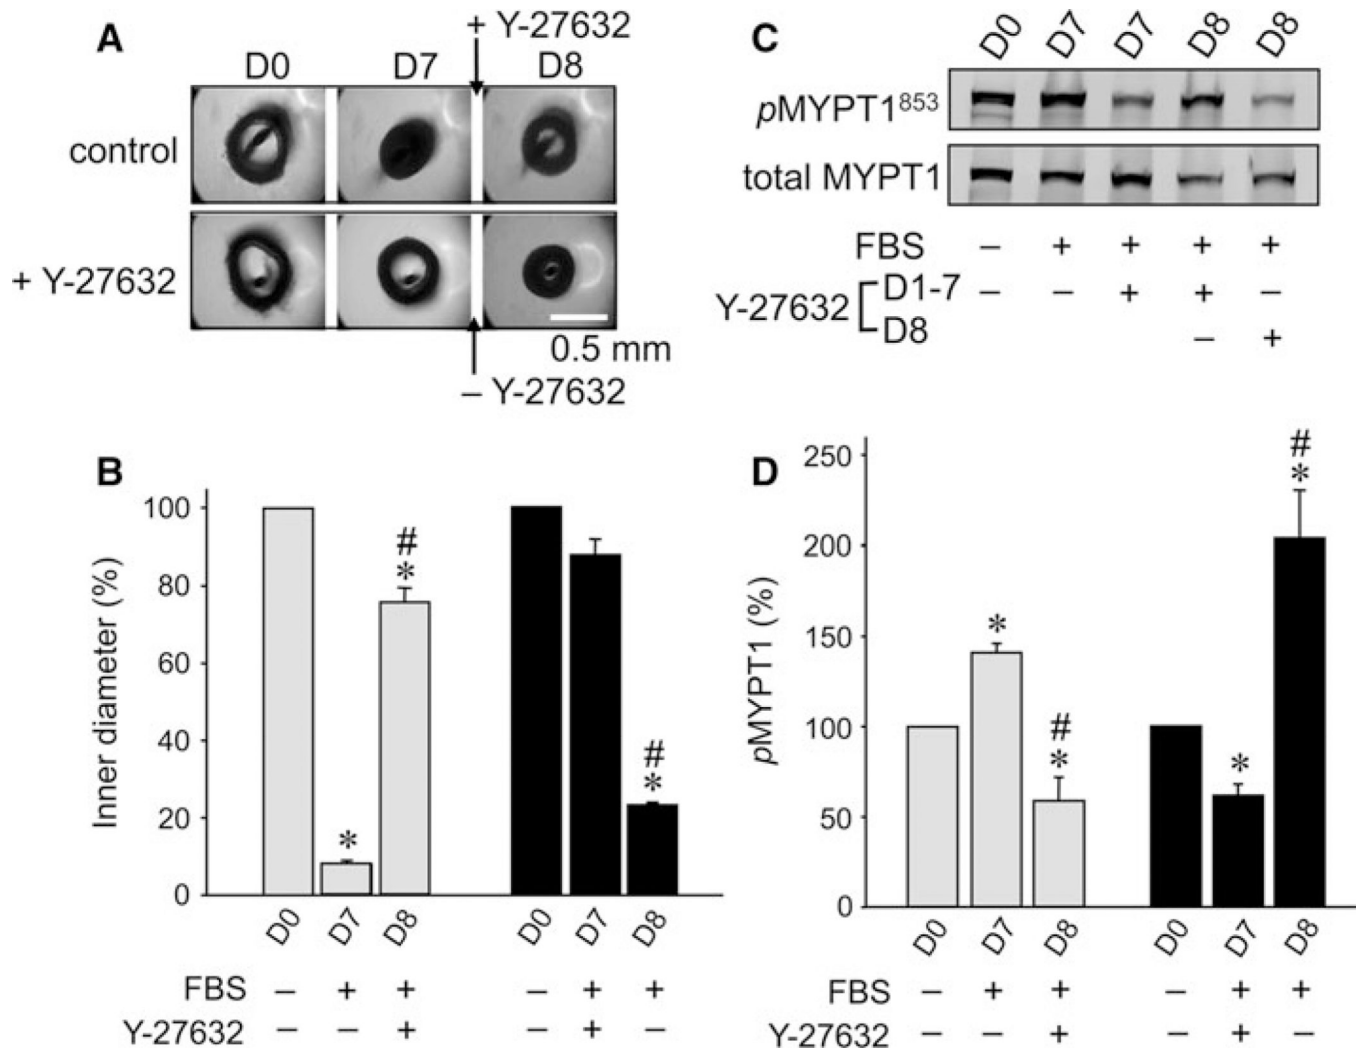 A
+ Y-27632
D0 D7 D8
control
+ Y-27632
0.5 mm
– Y-27632
C
D0 D7 D7 D8 D8
pMYPT1853
total MYPT1
FBS – + + + +
Y-27632
D1-7 – – + + –
D8 – +
B
Inner diameter (%)
100
80
60
40
20
0
*
#
*
#
*
D0 D7 D8 D0 D7 D8
FBS – + + – + +
Y-27632 – – + – + –
D
pMYPT1 (%)
250
200
150
100
50
0
*
#
*
*
#
*
D0 D7 D8 D0 D7 D8
FBS – + + – + +
Y-27632 – – + – + –